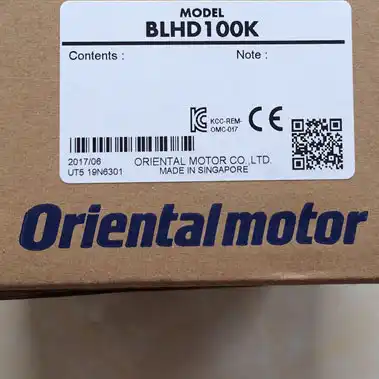 MODEL
BLHD100K
Contents : Note :
KCC-REM-
OMC-017
CE
2017/06 ORIENTAL MOTOR CO.,LTD.
UT5 19N6301 MADE IN SINGAPORE
Orientalmotor